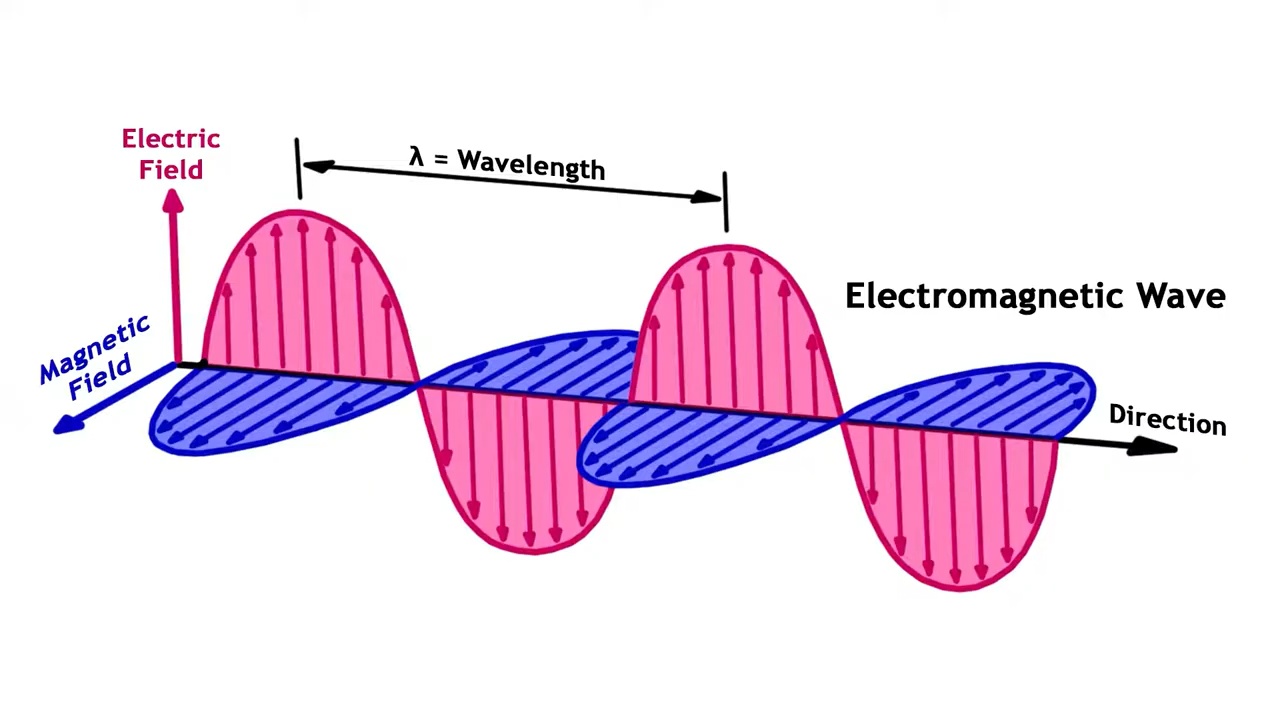 Electric
Field
λ = Wavelength
Electromagnetic Wave
Magnetic
Field
Direction